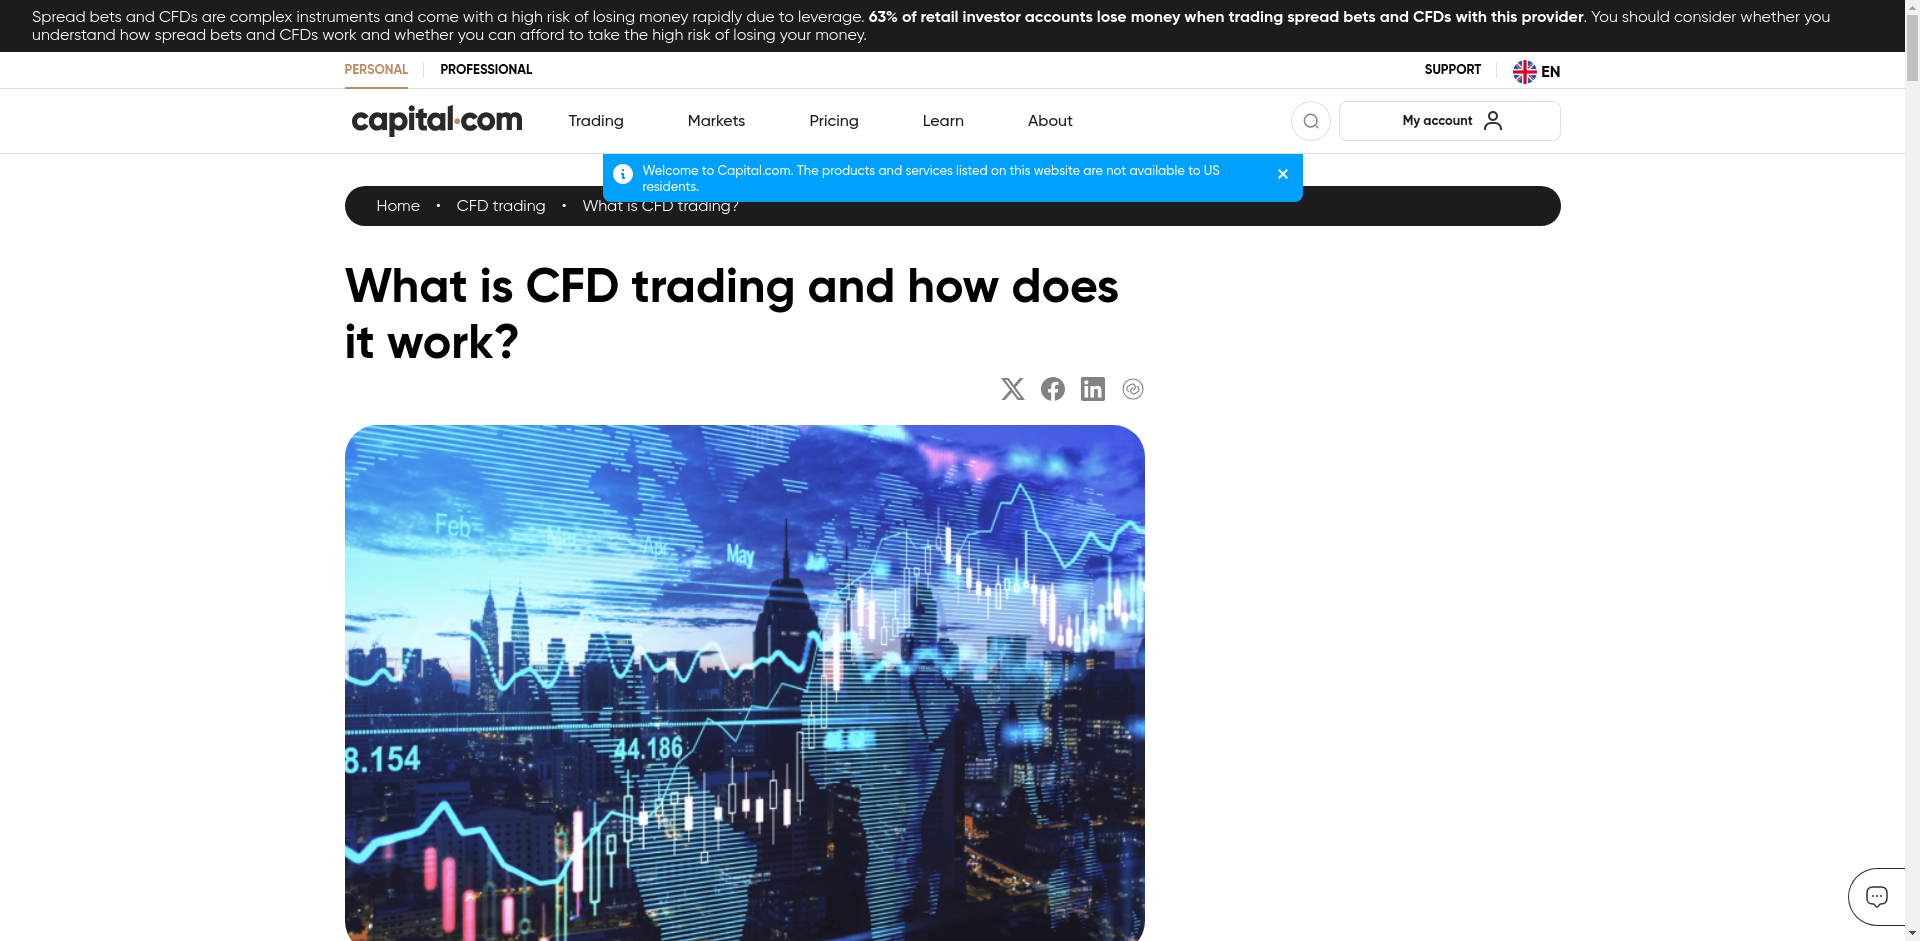 Spread bets and CFDs are complex instruments and come with a high risk of losing money rapidly due to leverage. 63% of retail investor accounts lose money when trading spread bets and CFDs with this provider. You should consider whether you
understand how spread bets and CFDs work and whether you can afford to take the high risk of losing your money.
PERSONAL
PROFESSIONAL
SUPPORT
EN
capital.com
Trading
Markets
Pricing
Learn
About
My account
Welcome to Capital.com. The products and services listed on this website are not available to US
residents.
Home • CFD trading • What is CFD trading?
What is CFD trading and how does
it work?
Feb
Mar
Apr
May
Jun
8.154
44.186